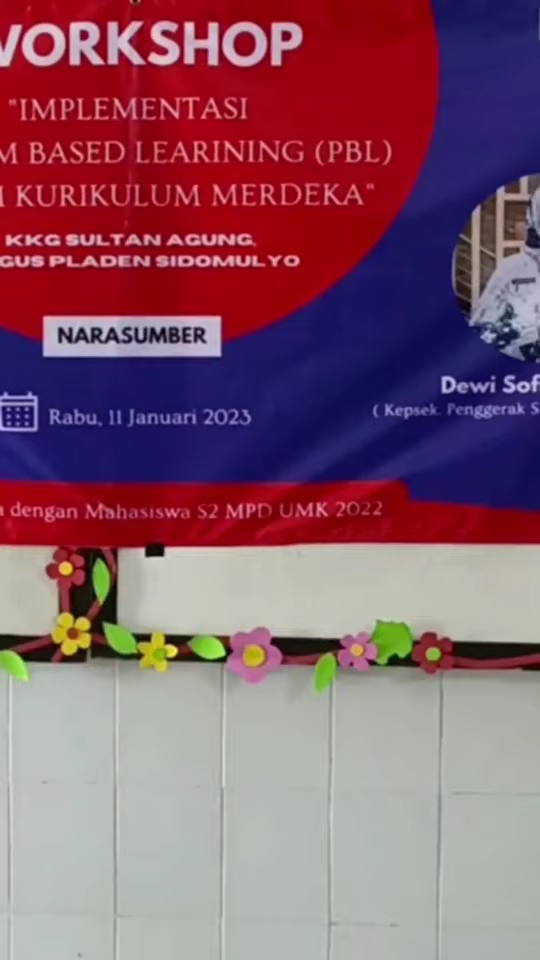 WORKSHOP
"IMPLEMENTASI
M BASED LEARINING (PBL)
KURIKULUM MERDEKA"
KKG SULTAN AGUNG,
GUS PLADEN SIDOMULYO
NARASUMBER
Rabu, 11 Januari 2023
Dewi Sof
( Kepsek. Penggerak S
a dengan Mahasiswa S2 MPD UMK 2022